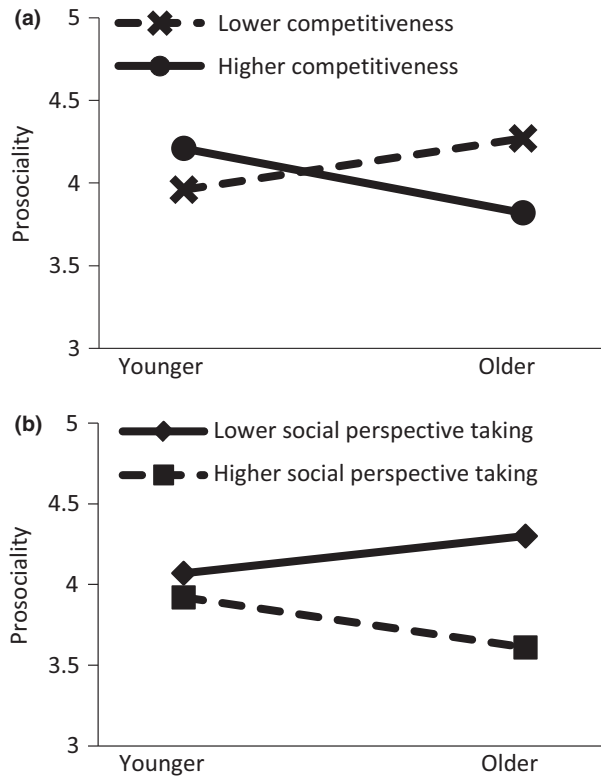 (a)
5
Lower competitiveness
Higher competitiveness
4.5
4
3.5
3
Prosociality
Younger
Older
(b)
5
Lower social perspective taking
Higher social perspective taking
4.5
4
3.5
3
Prosociality
Younger
Older